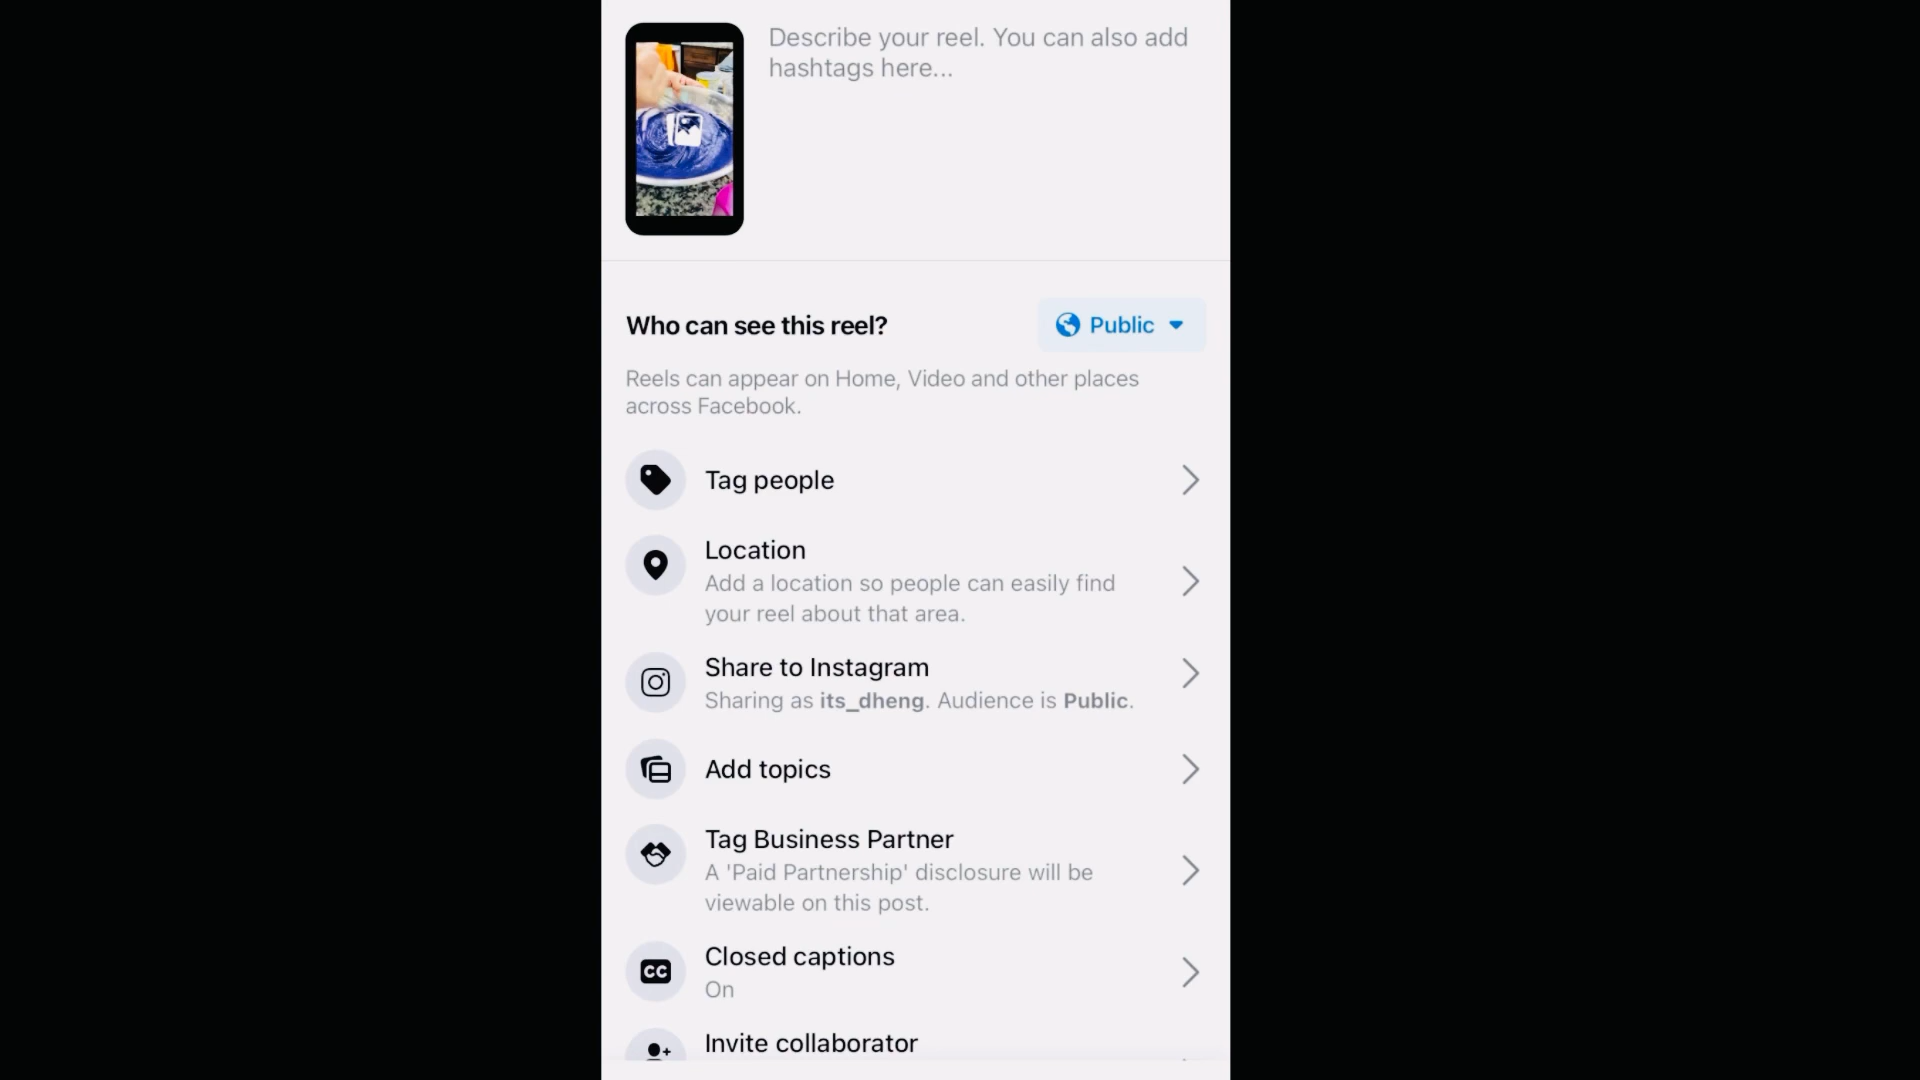 Describe your reel. You can also add
hashtags here...
Who can see this reel?
Public
Reels can appear on Home, Video and other places
across Facebook.
Tag people
Location
Add a location so people can easily find
your reel about that area.
Share to Instagram
Sharing as its_dheng. Audience is Public.
Add topics
Tag Business Partner
A 'Paid Partnership' disclosure will be
viewable on this post.
CC
Closed captions
On
Invite collaborator